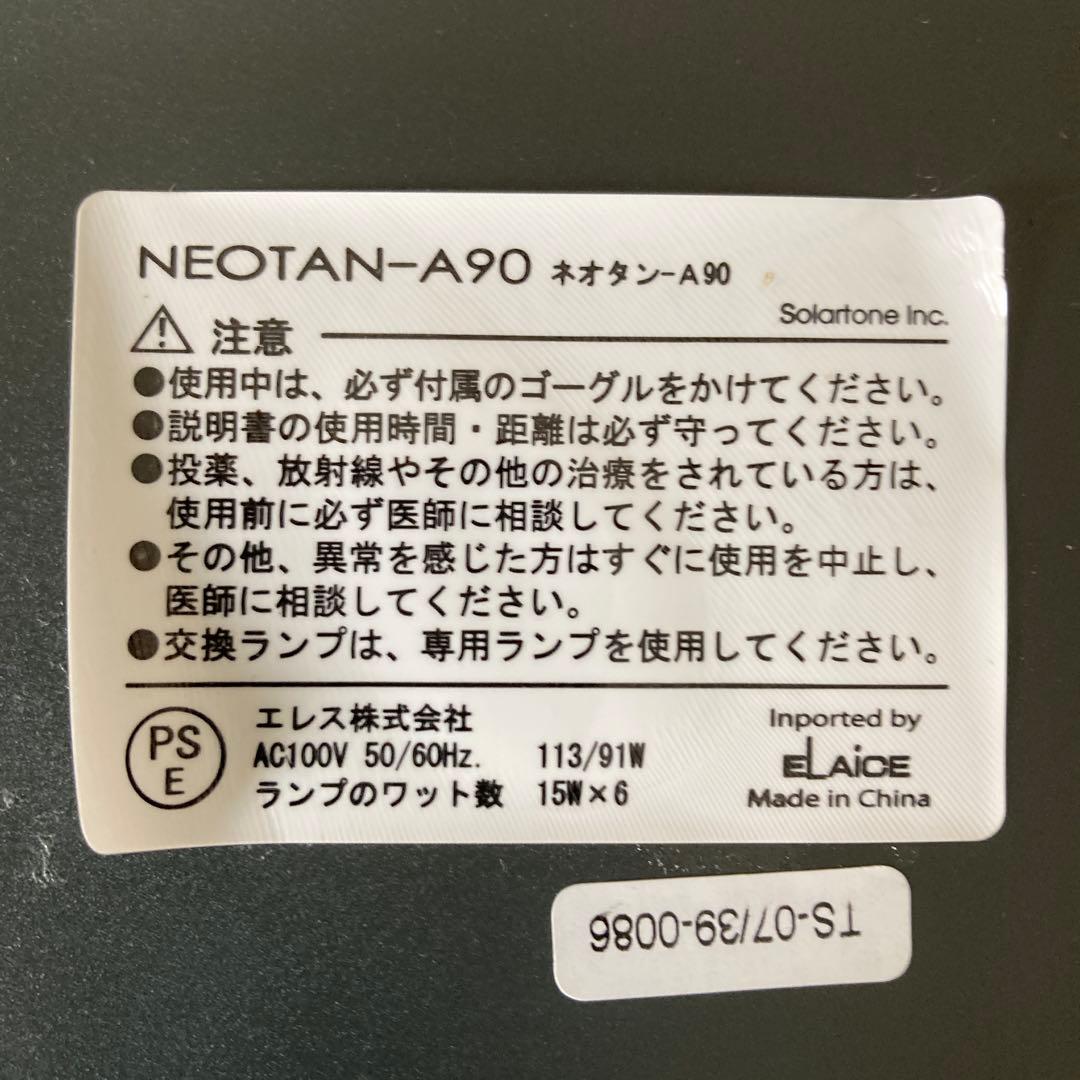 NEOTAN-A90 ネオタン-A90
Solartone Inc.
注意
●使用中は、必ず付属のゴーグルをかけてください。
●説明書の使用時間・距離は必ず守ってください。
●投薬、放射線やその他の治療をされている方は、
使用前に必ず医師に相談してください。
●その他、異常を感じた方はすぐに使用を中止し、
医師に相談してください。
●交換ランプは、専用ランプを使用してください。
PS
E
エレス株式会社
AC100V 50/60Hz. 113/91W
ランプのワット数 15W×6
Inported by
ELAiCE
Made in China
TS-07/39-0086